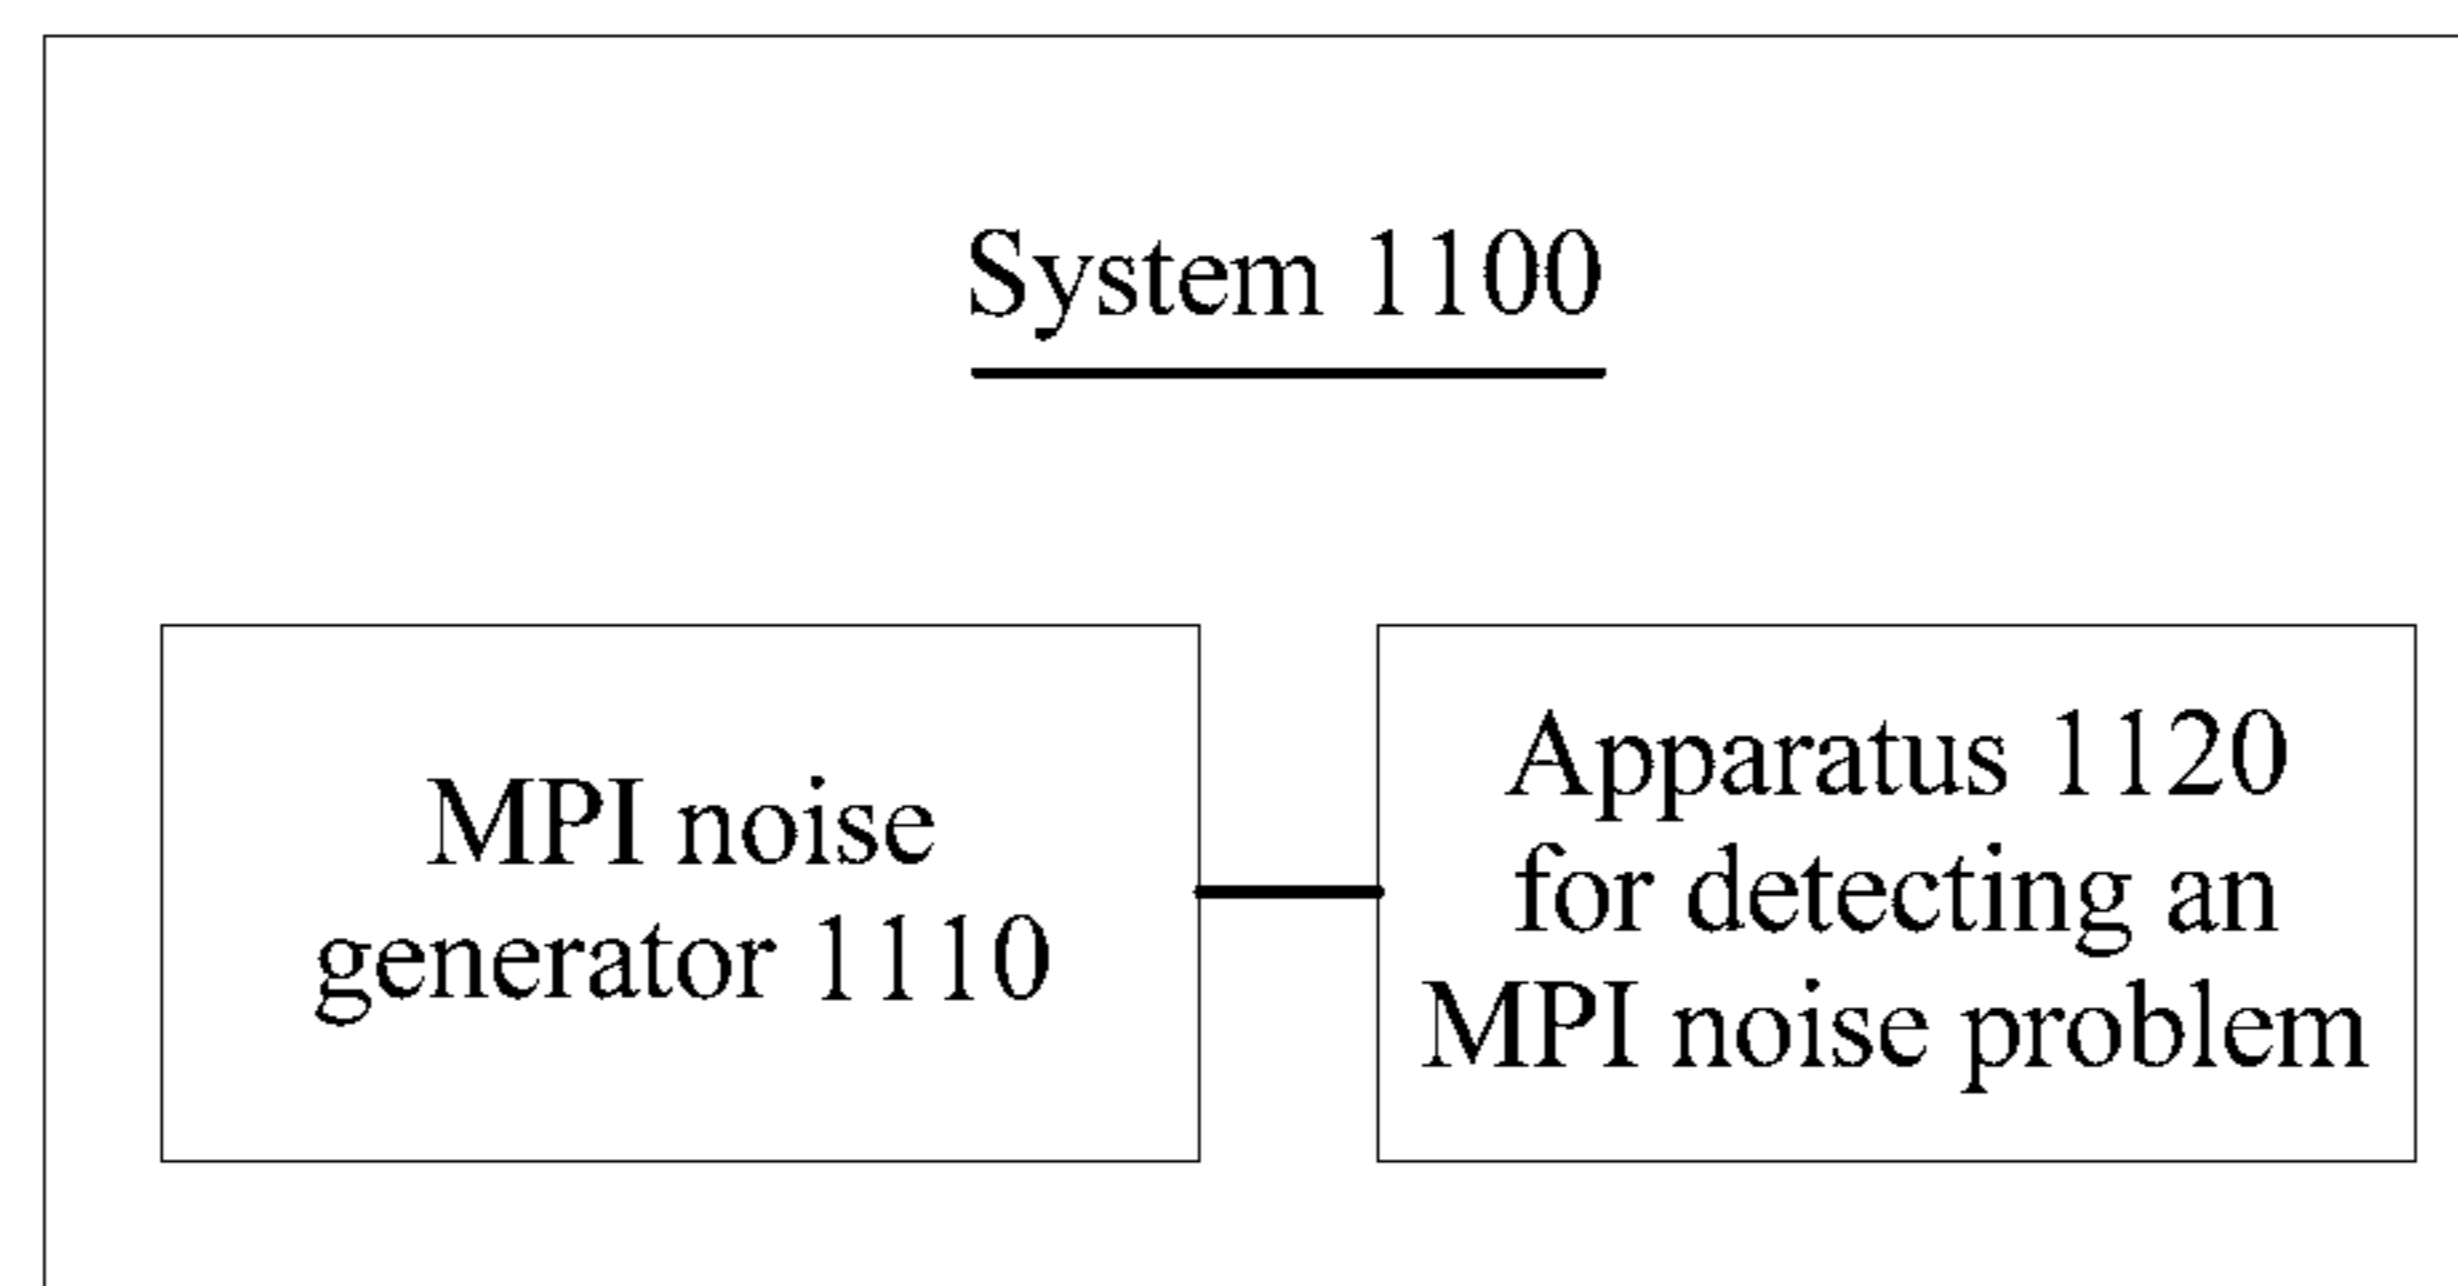 System 1100
MPI noise
generator 1110
Apparatus 1120
for detecting an
MPI noise problem